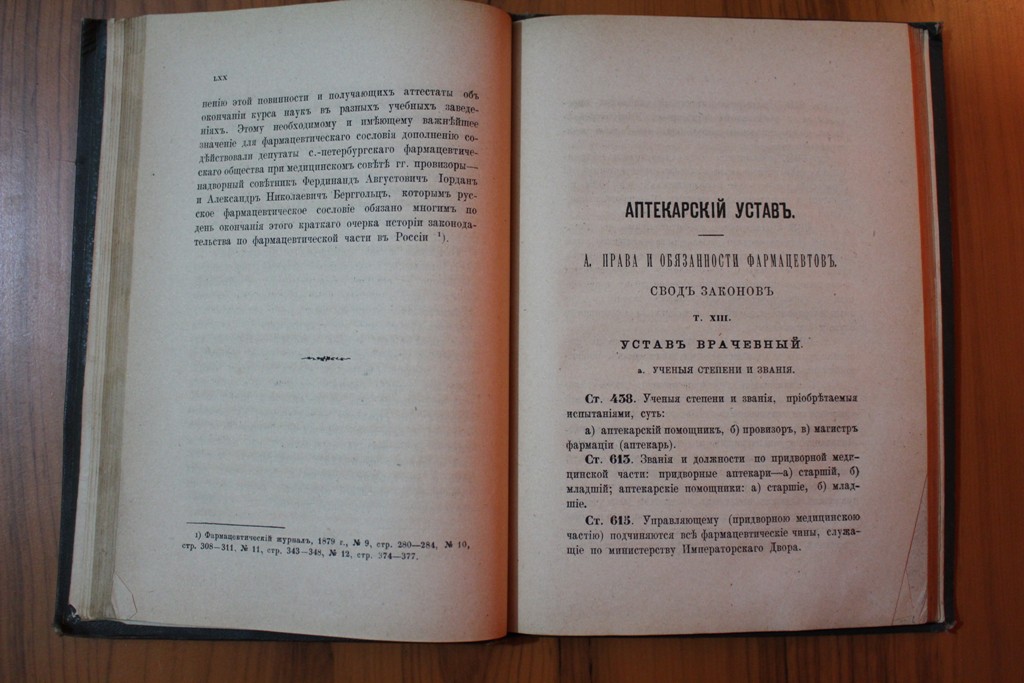 LXX
ненію этой повинности и получающихъ аттестаты объ
окончаніи курса наукъ въ разныхъ учебныхъ заведе-
ніяхъ. Этому необходимому и имѣющему важнѣйшее
значеніе для фармацевтическаго сословія дополненію со-
дѣйствовали депутаты с.-петербургскаго фармацевтиче-
скаго общества при медицинскомъ совѣтѣ гг. провизоры—
надворный совѣтникъ Фердинандъ Августовичъ Іорданъ
и Александръ Николаевичъ Бергголцъ, которымъ рус-
ское фармацевтическое сословіе обязано многимъ по
день окончанія этого краткаго очерка исторіи законода-
тельства по фармацевтической части въ Россіи ¹).
¹) Фармацевтическій журналъ, 1879 г., № 9, стр. 280—284, № 10,
стр. 308—311, № 11, стр. 343—348, № 12, стр. 374—377.
АПТЕКАРСКІЙ УСТАВЪ.
А. ПРАВА И ОБЯЗАННОСТИ ФАРМАЦЕВТОВЪ.
СВОДЪ ЗАКОНОВЪ
Т. XIII.
УСТАВЪ ВРАЧЕБНЫЙ.
а. УЧЕНЫЯ СТЕПЕНИ И ЗВАНІЯ.
Ст. 438. Ученыя степени и званія, пріобрѣтаемыя
испытаніями, суть:
а) аптекарскій помощникъ, б) провизоръ, в) магистръ
фармаціи (аптекарь).
Ст. 613. Званія и должности по придворной меди-
цинской части: придворные аптекари—а) старшій, б)
младшій; аптекарскіе помощники: а) старшіе, б) млад-
шіе.
Ст. 615. Управляющему (придворною медицинскою
частію) подчиняются всѣ фармацевтическіе чины, служа-
щіе по министерству Императорскаго Двора.